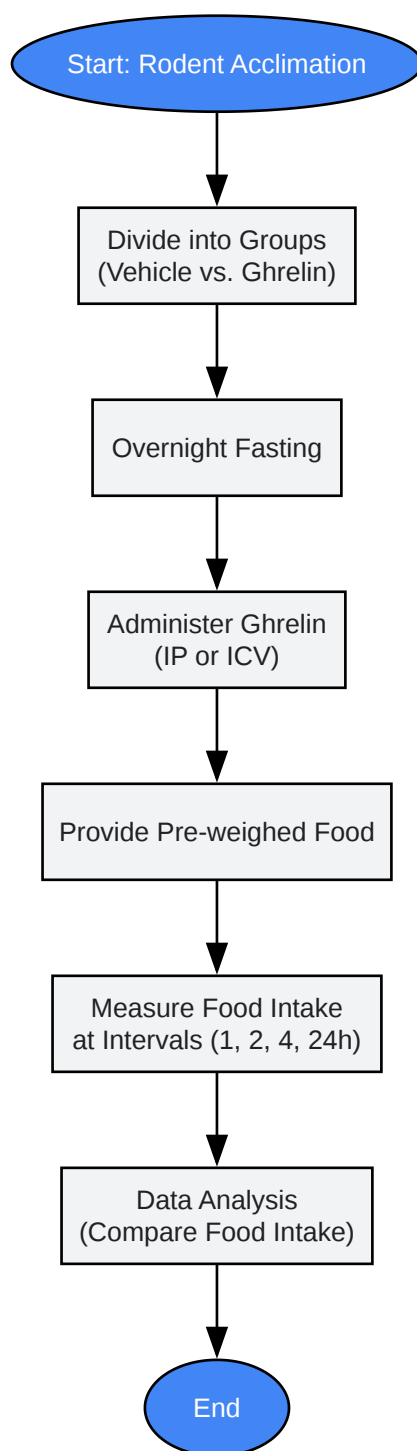 Start: Rodent Acclimation
Divide into Groups
(Vehicle vs. Ghrelin)
Overnight Fasting
Administer Ghrelin
(IP or ICV)
Provide Pre-weighed Food
Measure Food Intake
at Intervals (1, 2, 4, 24h)
Data Analysis
(Compare Food Intake)
End